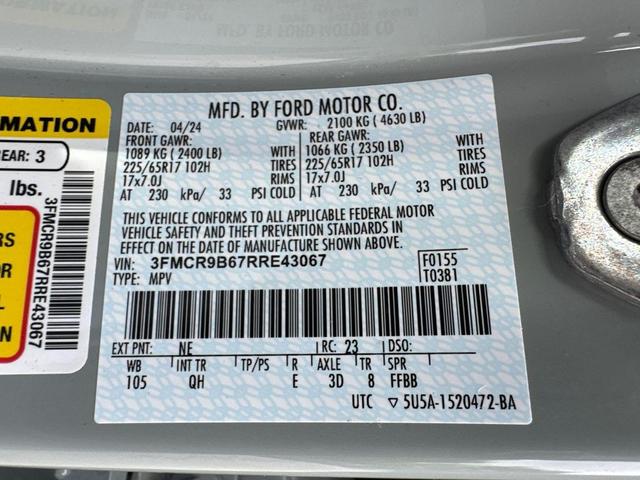 MFD. BY FORD MOTOR CO.
DATE: 04/24 GVWR: 2100 KG ( 4630 LB)
FRONT GAWR: REAR GAWR:
1089 KG ( 2400 LB) WITH 1066 KG ( 2350 LB) WITH
225/65R17 102H TIRES 225/65R17 102H TIRES
17x7.0J RIMS 17x7.0J RIMS
AT 230 kPa/ 33 PSI COLD AT 230 kPa/ 33 PSI COLD
THIS VEHICLE CONFORMS TO ALL APPLICABLE FEDERAL MOTOR
VEHICLE SAFETY AND THEFT PREVENTION STANDARDS IN
EFFECT ON THE DATE OF MANUFACTURE SHOWN ABOVE.
VIN: 3FMCR9B67RRE43067 F0155
TYPE: MPV T0381
EXT PNT: NE RC: 23 DSO:
WB INT TR TP/PS R AXLE TR SPR
105 QH E 3D 8 FFBB
UTC ▽ 5U5A-1520472-BA
MATION
REAR: 3
lbs.
3FMCR9B67RRE43067
RS
OR
L
ON